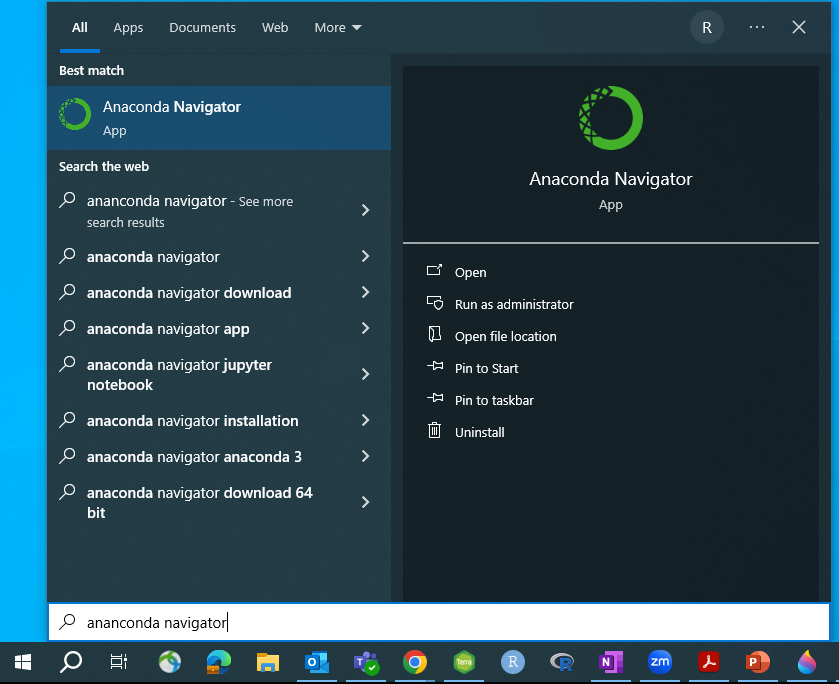 All Apps Documents Web More R ...
Best match
Anaconda Navigator
App
Search the web
ananconda navigator - See more
search results
anaconda navigator
anaconda navigator download
anaconda navigator app
anaconda navigator jupyter
notebook
anaconda navigator installation
anaconda navigator anaconda 3
anaconda navigator download 64
bit
Anaconda Navigator
App
Open
Run as administrator
Open file location
Pin to Start
Pin to taskbar
Uninstall
ananconda navigator
O T Terra R R N zm P